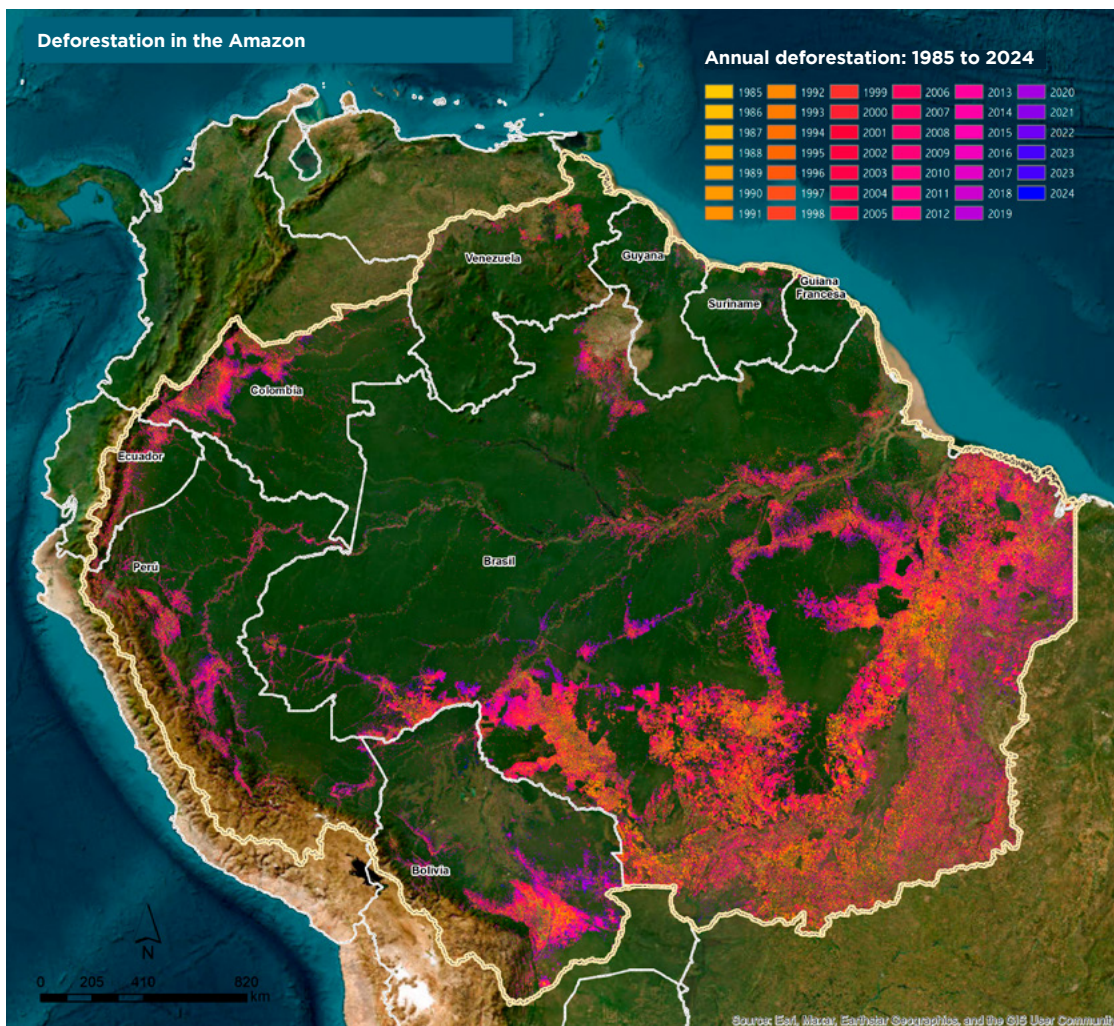 Deforestation in the Amazon
Annual deforestation: 1985 to 2024
1985 1992 1999 2006 2013 2020
1986 1993 2000 2007 2014 2021
1987 1994 2001 2008 2015 2022
1988 1995 2002 2009 2016 2023
1989 1996 2003 2010 2017 2023
1990 1997 2004 2011 2018 2024
1991 1998 2005 2012 2019
Venezuela
Guyana
Suriname
Guiana
Francesa
Colombia
Ecuador
Perú
Brasil
Bolivia
N
0 205 410 820
km
Source: Esri, Maxar, Earthstar Geographics, and the GIS User Communit